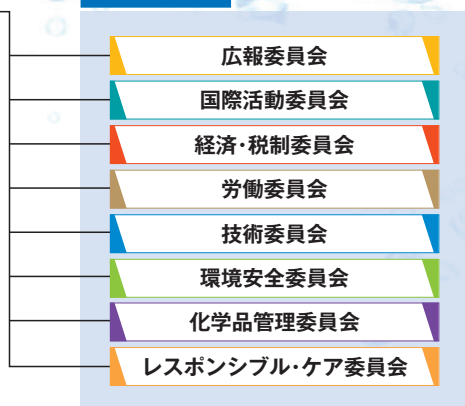 広報委員会
国際活動委員会
経済･税制委員会
労働委員会
技術委員会
環境安全委員会
化学品管理委員会
レスポンシブル･ケア委員会